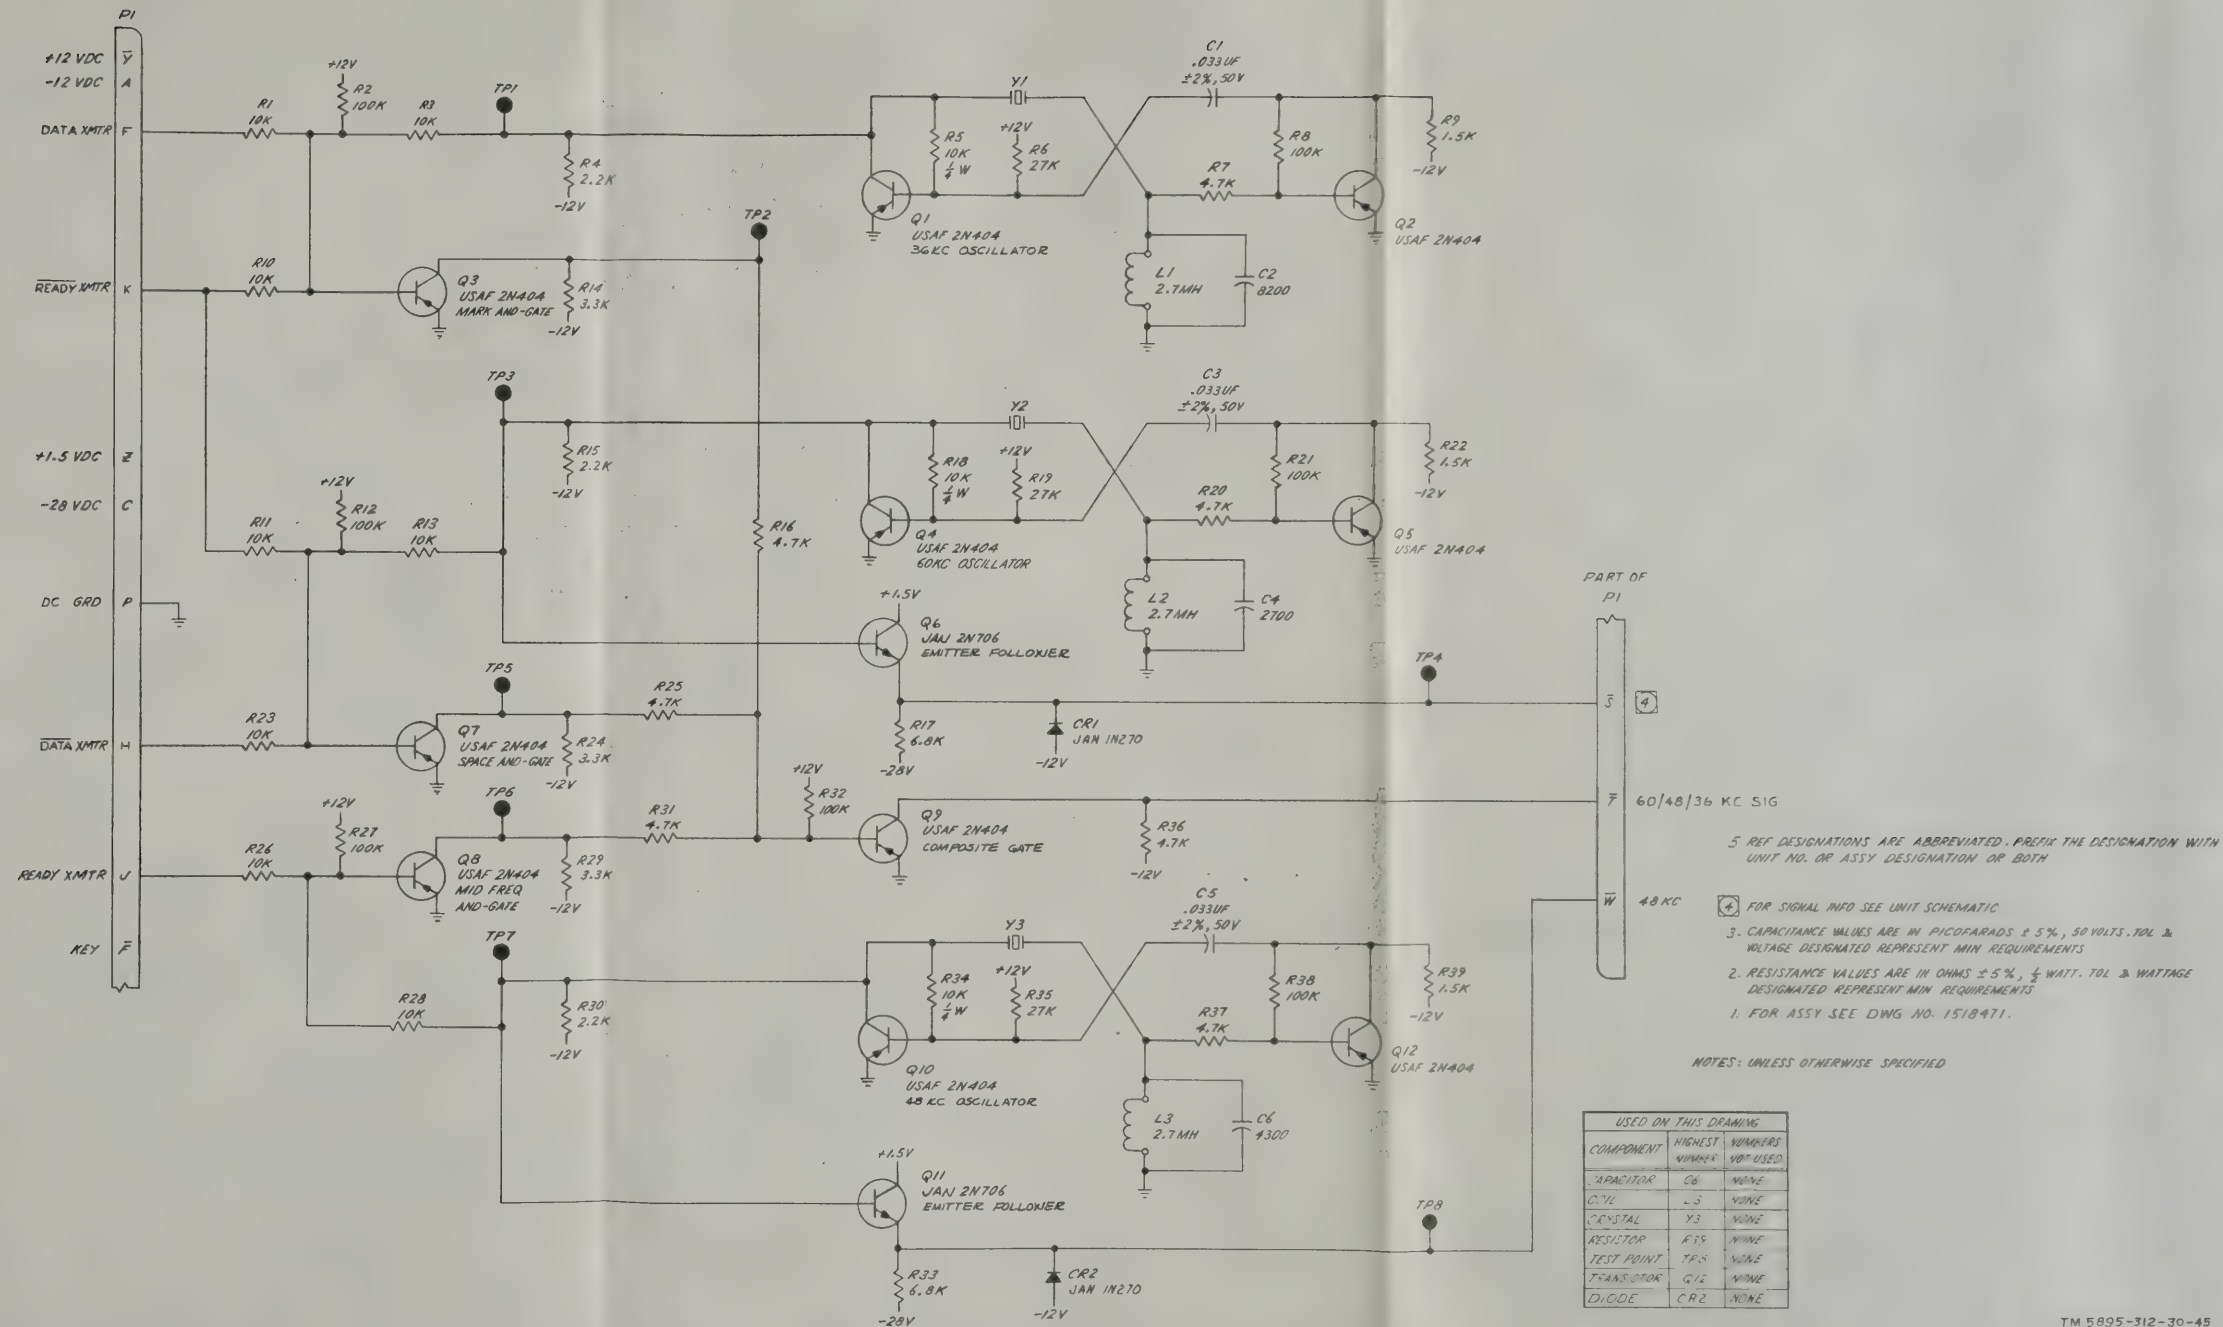 P1
+12 VDC Y̅
-12 VDC A
DATA XMTR F
R̅E̅A̅D̅Y̅ XMTR K
+1.5 VDC Z̅
-28 VDC C
DC GRD P
D̅A̅T̅A̅ XMTR H
READY XMTR J
KEY F̅
R1
10K
+12V
R2
100K
R3
10K
TP1
R4
2.2K
-12V
R5
10K
¼ W
Y1
+12V
R6
27K
C1
.033UF
±2%, 50V
R7
4.7K
R8
100K
R9
1.5K
-12V
Q1
USAF 2N404
36KC OSCILLATOR
Q2
USAF 2N404
L1
2.7MH
C2
8200
R10
10K
Q3
USAF 2N404
MARK AND-GATE
R14
3.3K
-12V
TP2
TP3
R15
2.2K
-12V
R18
10K
¼ W
Y2
+12V
R19
27K
C3
.033UF
±2%, 50V
R20
4.7K
R21
100K
R22
1.5K
-12V
Q4
USAF 2N404
60KC OSCILLATOR
Q5
USAF 2N404
L2
2.7MH
C4
2700
R11
10K
+12V
R12
100K
R13
10K
R16
4.7K
+1.5V
Q6
JAN 2N706
EMITTER FOLLOWER
R17
6.8K
-28V
CR1
JAN 1N270
-12V
TP4
R23
10K
TP5
Q7
USAF 2N404
SPACE AND-GATE
R24
3.3K
-12V
R25
4.7K
R26
10K
+12V
R27
100K
TP6
Q8
USAF 2N404
MID FREQ
AND-GATE
R29
3.3K
-12V
R31
4.7K
+12V
R32
100K
Q9
USAF 2N404
COMPOSITE GATE
R36
4.7K
-12V
R28
10K
TP7
R30
2.2K
-12V
R34
10K
¼ W
Y3
+12V
R35
27K
C5
.033UF
±2%, 50V
R37
4.7K
R38
100K
R39
1.5K
-12V
Q10
USAF 2N404
48 KC OSCILLATOR
Q12
USAF 2N404
L3
2.7MH
C6
4300
+1.5V
Q11
JAN 2N706
EMITTER FOLLOWER
R33
6.8K
-28V
CR2
JAN 1N270
-12V
TP8
PART OF
P1
S̅ 4
T̅ 60/48/36 KC SIG
W̅ 48 KC
5 REF DESIGNATIONS ARE ABBREVIATED. PREFIX THE DESIGNATION WITH
UNIT NO. OR ASSY DESIGNATION OR BOTH
4 FOR SIGNAL INFO SEE UNIT SCHEMATIC
3. CAPACITANCE VALUES ARE IN PICOFARADS ± 5%, 50 VOLTS. TOL &
VOLTAGE DESIGNATED REPRESENT MIN REQUIREMENTS
2. RESISTANCE VALUES ARE IN OHMS ± 5%, ½ WATT. TOL & WATTAGE
DESIGNATED REPRESENT MIN REQUIREMENTS
1. FOR ASSY SEE DWG NO. 1518471.
NOTES: UNLESS OTHERWISE SPECIFIED
USED ON THIS DRAWING
COMPONENT HIGHEST NUMBER NUMBERS NOT USED
CAPACITOR C6 NONE
COIL L3 NONE
CRYSTAL Y3 NONE
RESISTOR R39 NONE
TEST POINT TP8 NONE
TRANSISTOR Q12 NONE
DIODE CR2 NONE
TM 5895-312-30-45